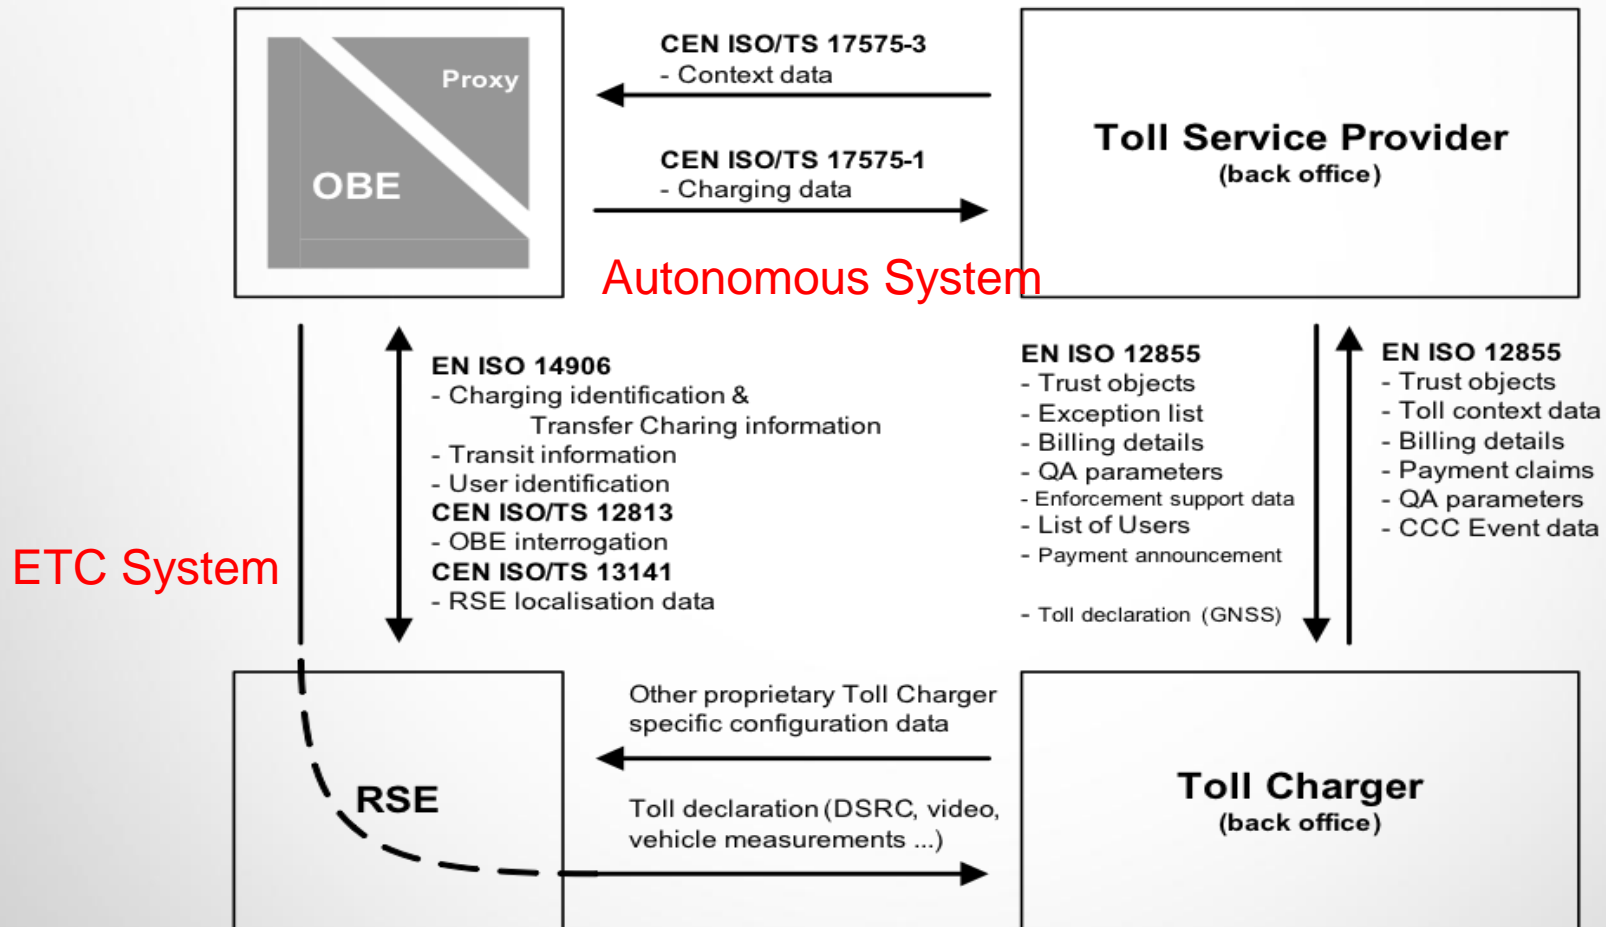 Proxy
OBE
CEN ISO/TS 17575-3
- Context data
CEN ISO/TS 17575-1
- Charging data
Toll Service Provider
(back office)
Autonomous System
EN ISO 14906
- Charging identification &
Transfer Charing information
- Transit information
- User identification
CEN ISO/TS 12813
- OBE interrogation
CEN ISO/TS 13141
- RSE localisation data
ETC System
EN ISO 12855
- Trust objects
- Exception list
- Billing details
- QA parameters
- Enforcement support data
- List of Users
- Payment announcement
- Toll declaration (GNSS)
EN ISO 12855
- Trust objects
- Toll context data
- Billing details
- Payment claims
- QA parameters
- CCC Event data
RSE
Other proprietary Toll Charger
specific configuration data
Toll declaration (DSRC, video,
vehicle measurements ...)
Toll Charger
(back office)